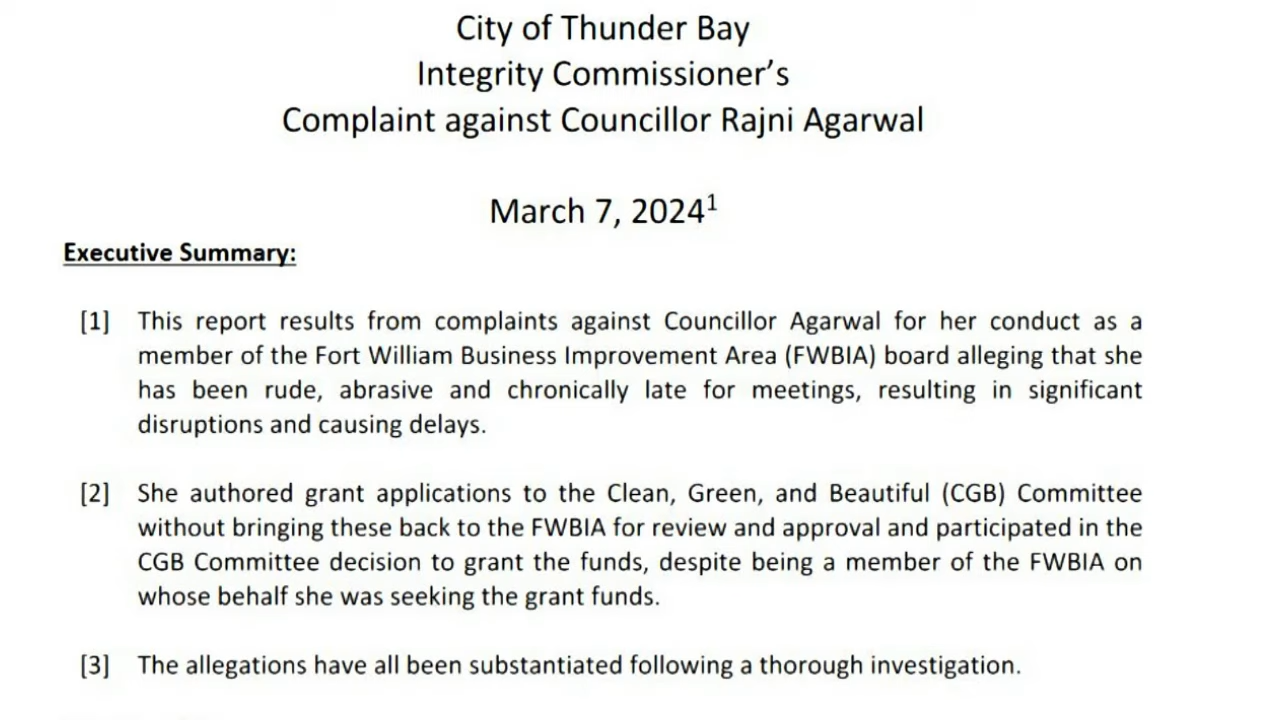 City of Thunder Bay
Integrity Commissioner’s
Complaint against Councillor Rajni Agarwal
March 7, 2024¹
Executive Summary:
[1] This report results from complaints against Councillor Agarwal for her conduct as a
member of the Fort William Business Improvement Area (FWBIA) board alleging that she
has been rude, abrasive and chronically late for meetings, resulting in significant
disruptions and causing delays.
[2] She authored grant applications to the Clean, Green, and Beautiful (CGB) Committee
without bringing these back to the FWBIA for review and approval and participated in the
CGB Committee decision to grant the funds, despite being a member of the FWBIA on
whose behalf she was seeking the grant funds.
[3] The allegations have all been substantiated following a thorough investigation.